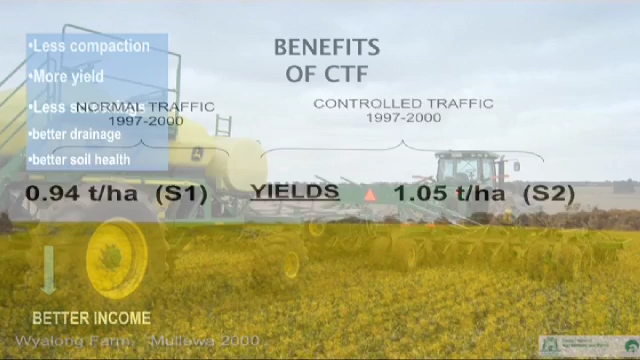 BENEFITS
OF CTF
•Less compaction
•More yield
•Less
•better drainage
•better soil health
NORMAL TRAFFIC
1997-2000
CONTROLLED TRAFFIC
1997-2000
0.94 t/ha (S1) YIELDS 1.05 t/ha (S2)
BETTER INCOME
Wyalong Farm, Mullewa 2000